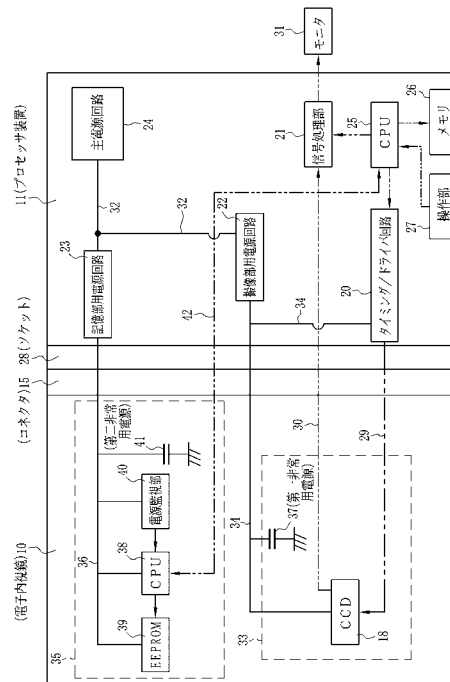 (電子内視鏡)10
(コネクタ)15
28(ソケット)
11(プロセッサ装置)
35
36
39
EEPROM
38
CPU
40
電源監視部
(第二非常
用電源)
41
23
記憶部用電源回路
32
主電源回路
24
32
42
22
撮像部用電源回路
34
34
33
37(第一非常
用電源)
CCD
18
30
29
20
タイミング/ドライバ回路
21
信号処理部
31
モニタ
25
CPU
26
メモリ
27
操作部